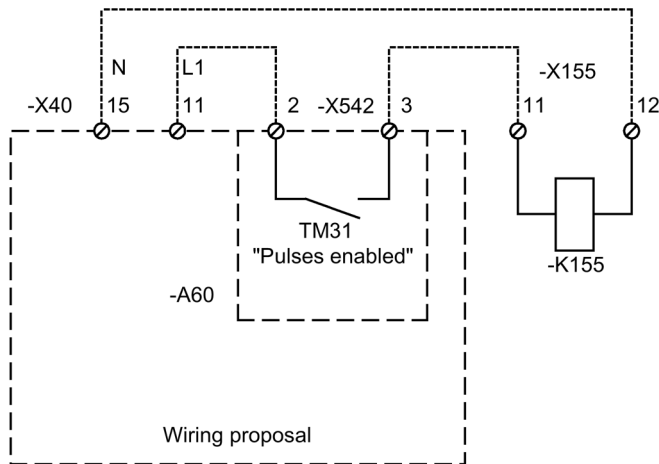 N L1 -X155
-X40 15 11 2 -X542 3 11 12
TM31
"Pulses enabled"
-K155
-A60
Wiring proposal